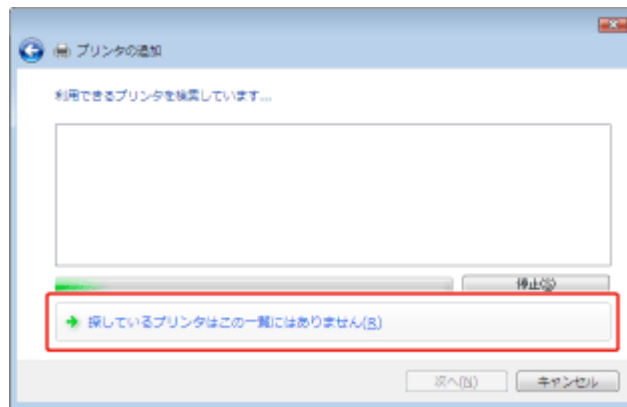 プリンタの追加
利用できるプリンタを検索しています...
停止(S)
探しているプリンタはこの一覧にはありません(R)
次へ(N)
キャンセル